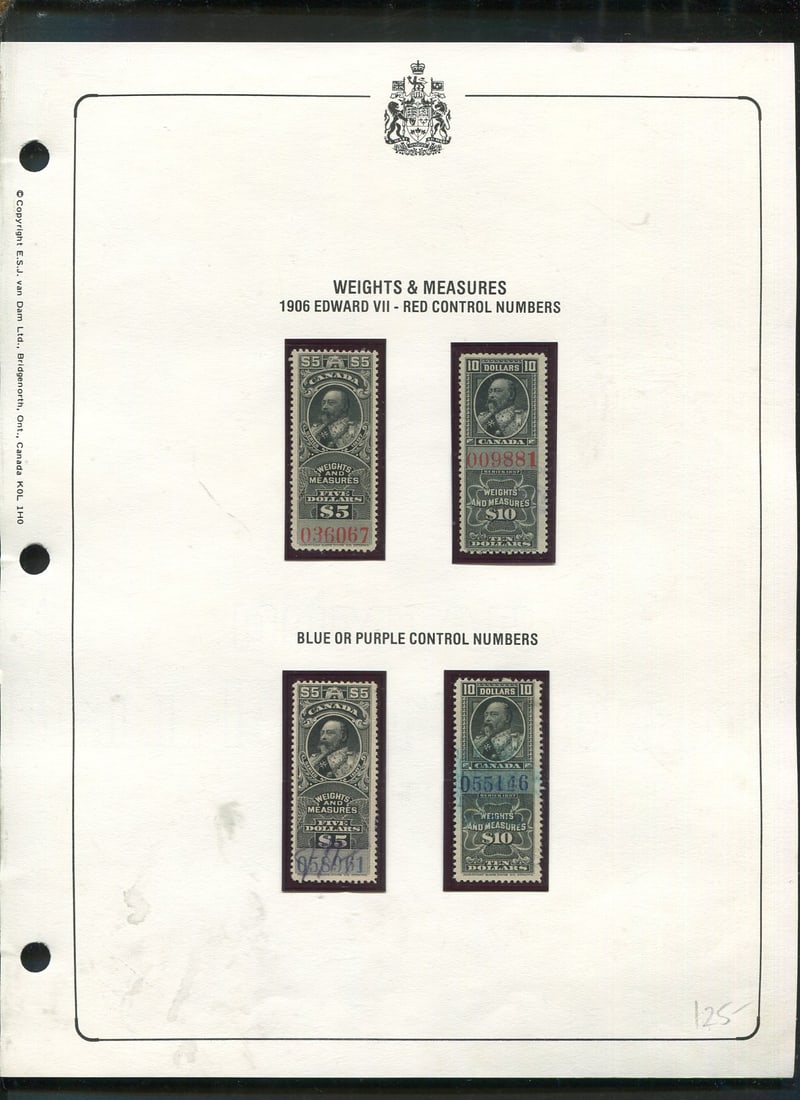 © Copyright E.S.J. van Dam Ltd., Bridgenorth, Ont., Canada K0L 1H0
WEIGHTS & MEASURES
1906 EDWARD VII - RED CONTROL NUMBERS
$5 $5
CANADA
WEIGHTS
AND
MEASURES
FIVE
DOLLARS
$5
036067
10 DOLLARS 10
CANADA
009881
WEIGHTS
AND MEASURES
$10
TEN
DOLLARS
BLUE OR PURPLE CONTROL NUMBERS
$5 $5
CANADA
WEIGHTS
AND
MEASURES
FIVE
DOLLARS
$5
10 DOLLARS 10
CANADA
055146
WEIGHTS
AND MEASURES
$10
TEN
DOLLARS
125-